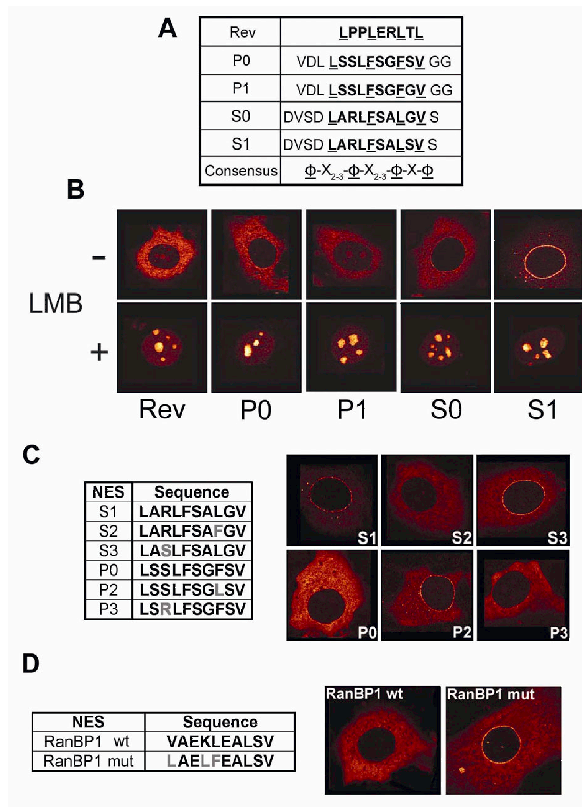 A
Rev LPPLERLTL
P0 VDL LSSLFSGFSV GG
P1 VDL LSSLFSGFGV GG
S0 DVSD LARLFSALGV S
S1 DVSD LARLFSALSV S
Consensus Φ-X2-3-Φ-X2-3-Φ-X-Φ
B
-
LMB
+
Rev P0 P1 S0 S1
C
NES Sequence
S1 LARLFSALGV
S2 LARLFSAFGV
S3 LASLFSALGV
P0 LSSLFSGFSV
P2 LSSLFSGLSV
P3 LSRLFSGFSV
S1 S2 S3
P0 P2 P3
D
NES Sequence
RanBP1 wt VAEKLEALSV
RanBP1 mut LAELFEALSV
RanBP1 wt RanBP1 mut